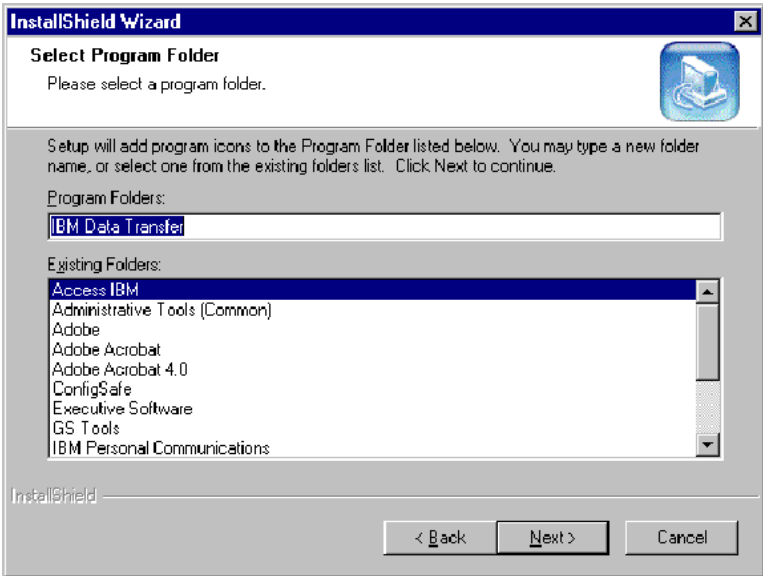 InstallShield Wizard
Select Program Folder
Please select a program folder.
Setup will add program icons to the Program Folder listed below. You may type a new folder
name, or select one from the existing folders list. Click Next to continue.
Program Folders:
IBM Data Transfer
Existing Folders:
Access IBM
Administrative Tools (Common)
Adobe
Adobe Acrobat
Adobe Acrobat 4.0
ConfigSafe
Executive Software
GS Tools
IBM Personal Communications
InstallShield
< Back Next > Cancel